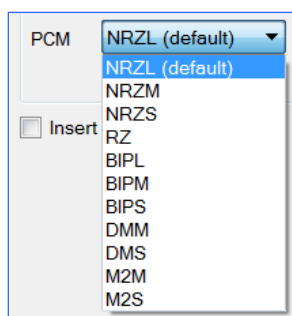 PCM NRZL (default)
NRZL (default)
NRZM
NRZS
Insert RZ
BIPL
BIPM
BIPS
DMM
DMS
M2M
M2S